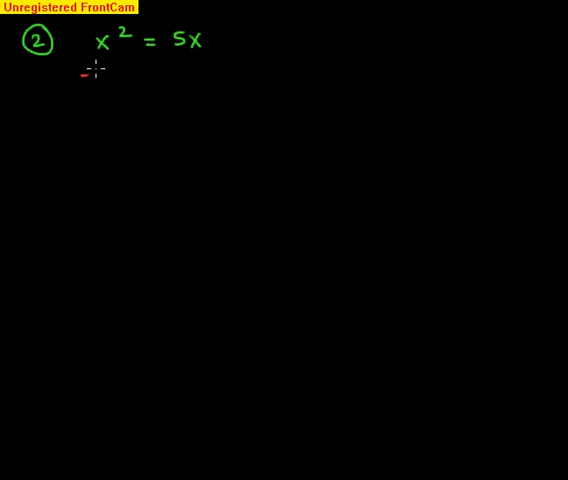 Unregistered FrontCam
② x² = 5x
-